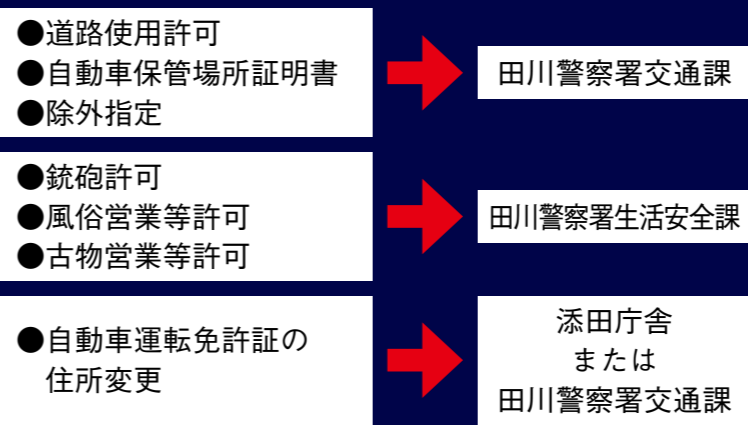 ●道路使用許可
●自動車保管場所証明書
●除外指定
田川警察署交通課
●銃砲許可
●風俗営業等許可
●古物営業等許可
田川警察署生活安全課
●自動車運転免許証の
住所変更
添田庁舎
または
田川警察署交通課